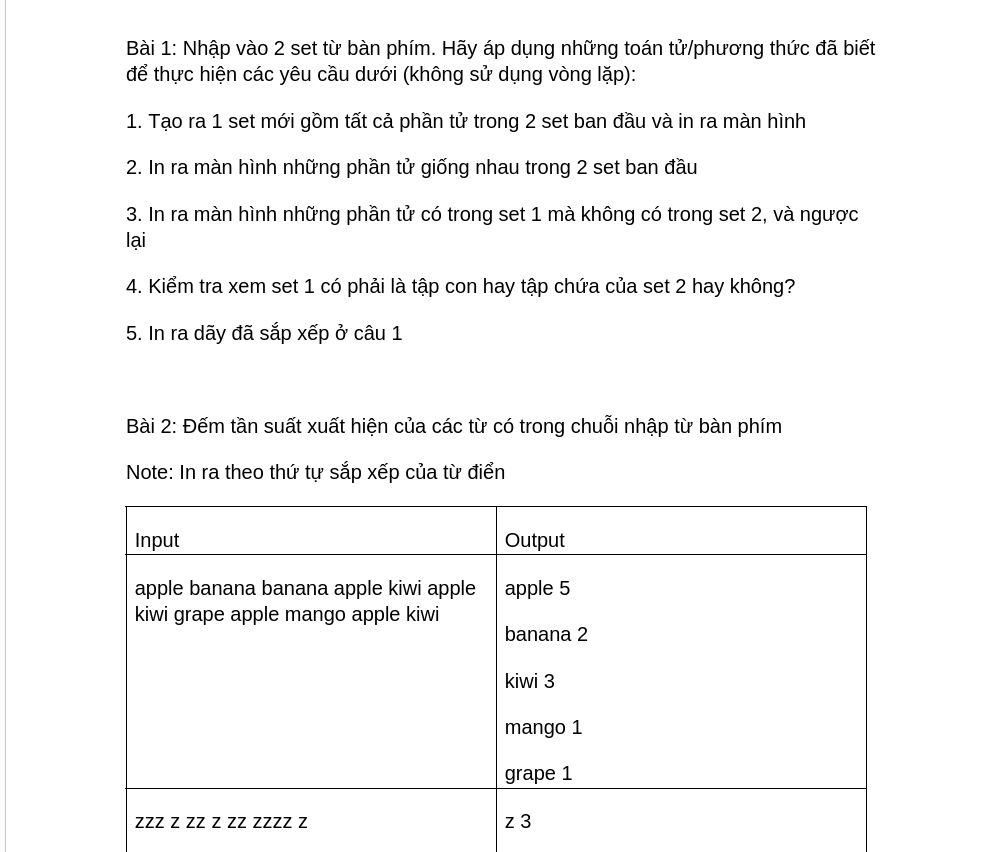 Bài 1: Nhập vào 2 set từ bàn phím. Hãy áp dụng những toán tử/phương thức đã biết
để thực hiện các yêu cầu dưới (không sử dụng vòng lặp):
1. Tạo ra 1 set mới gồm tất cả phần tử trong 2 set ban đầu và in ra màn hình
2. In ra màn hình những phần tử giống nhau trong 2 set ban đầu
3. In ra màn hình những phần tử có trong set 1 mà không có trong set 2, và ngược
lại
4. Kiểm tra xem set 1 có phải là tập con hay tập chứa của set 2 hay không?
5. In ra dãy đã sắp xếp ở câu 1
Bài 2: Đếm tần suất xuất hiện của các từ có trong chuỗi nhập từ bàn phím
Note: In ra theo thứ tự sắp xếp của từ điển
Input
Output
apple banana banana apple kiwi apple
kiwi grape apple mango apple kiwi
apple 5
banana 2
kiwi 3
mango 1
grape 1
zzz z zz z zz zzzz z
z 3